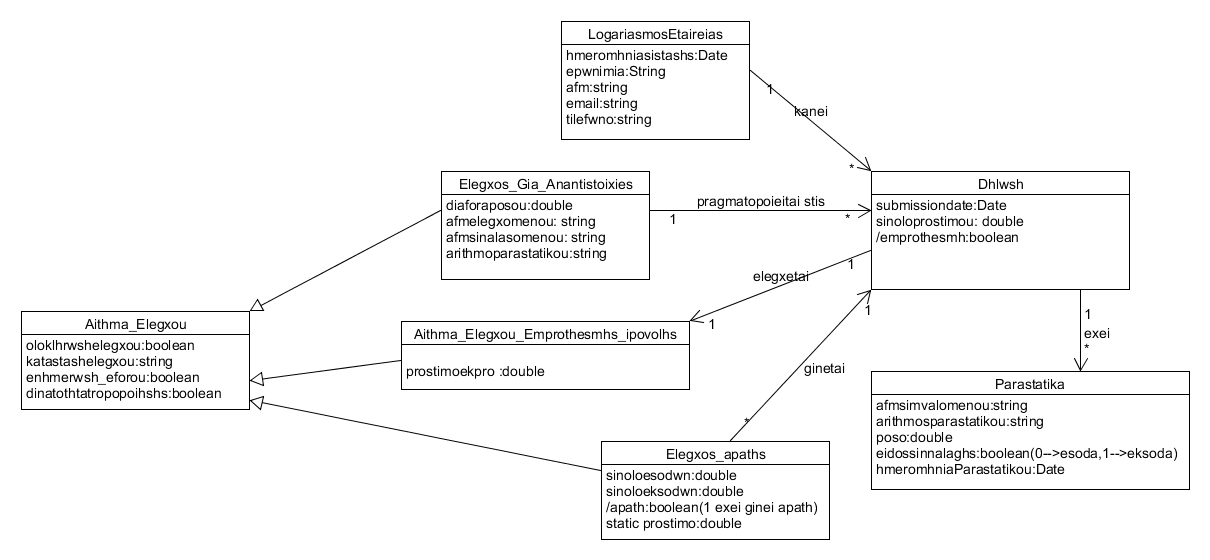 LogariasmosEtaireias
hmeromhniasistashs:Date
epwnimia:String
afm:string
email:string
tilefwno:string
1
kanei
*
Elegxos_Gia_Anantistoixies
diaforaposou:double
afmelegxomenou: string
afmsinalasomenou: string
arithmoparastatikou:string
pragmatopoieitai stis
1
*
Dhlwsh
submissiondate:Date
sinoloprostimou: double
/emprothesmh:boolean
1
elegxetai
1
Aithma_Elegxou
oloklhrwshelegxou:boolean
katastashelegxou:string
enhmerwsh_eforou:boolean
dinatothtatropopoihshs:boolean
Aithma_Elegxou_Emprothesmhs_ipovolhs
prostimoekpro :double
1
ginetai
*
1
exei
*
Parastatika
afmsimvalomenou:string
arithmosparastatikou:string
poso:double
eidossinnalaghs:boolean(0-->esoda,1-->eksoda)
hmeromhniaParastatikou:Date
Elegxos_apaths
sinoloesodwn:double
sinoloeksodwn:double
/apath:boolean(1 exei ginei apath)
static prostimo:double